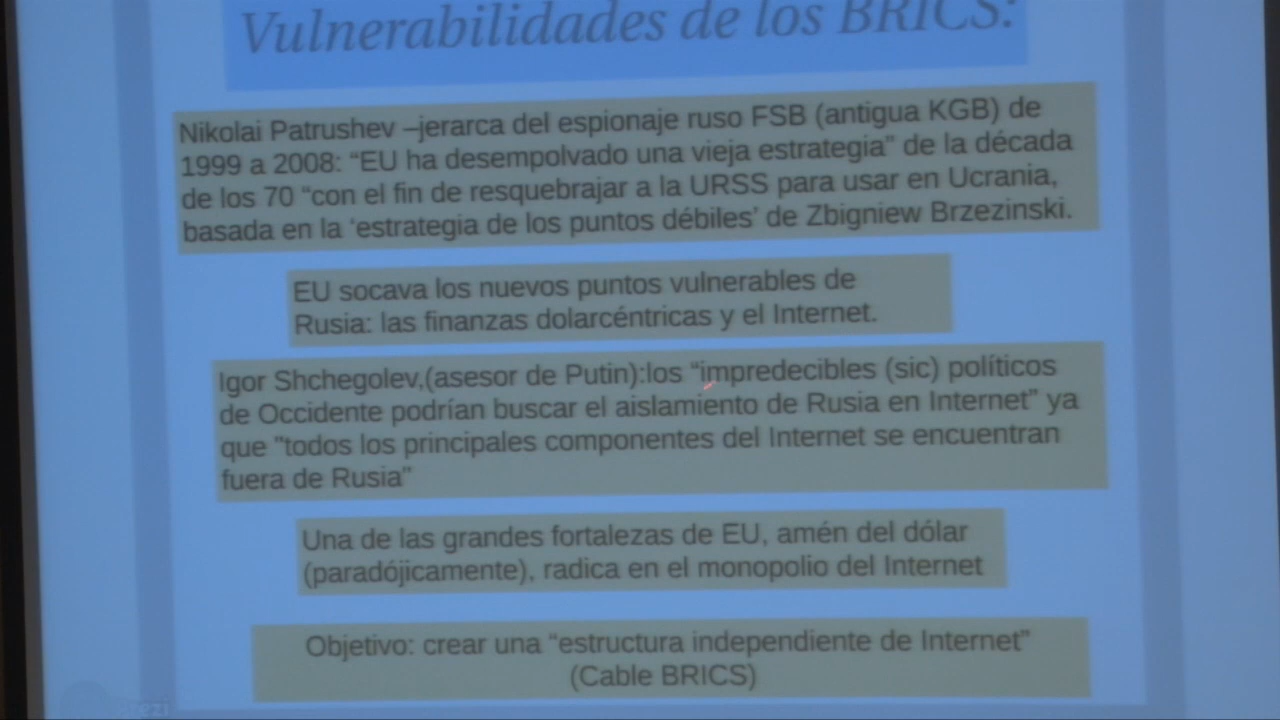 Vulnerabilidades de los BRICS:
Nikolai Patrushev –jerarca del espionaje ruso FSB (antigua KGB) de
1999 a 2008: “EU ha desempolvado una vieja estrategia” de la década
de los 70 “con el fin de resquebrajar a la URSS para usar en Ucrania,
basada en la ‘estrategia de los puntos débiles’ de Zbigniew Brzezinski.
EU socava los nuevos puntos vulnerables de
Rusia: las finanzas dolarcéntricas y el Internet.
Igor Shchegolev,(asesor de Putin):los “impredecibles (sic) políticos
de Occidente podrían buscar el aislamiento de Rusia en Internet” ya
que "todos los principales componentes del Internet se encuentran
fuera de Rusia”
Una de las grandes fortalezas de EU, amén del dólar
(paradójicamente), radica en el monopolio del Internet
Objetivo: crear una “estructura independiente de Internet”
(Cable BRICS)